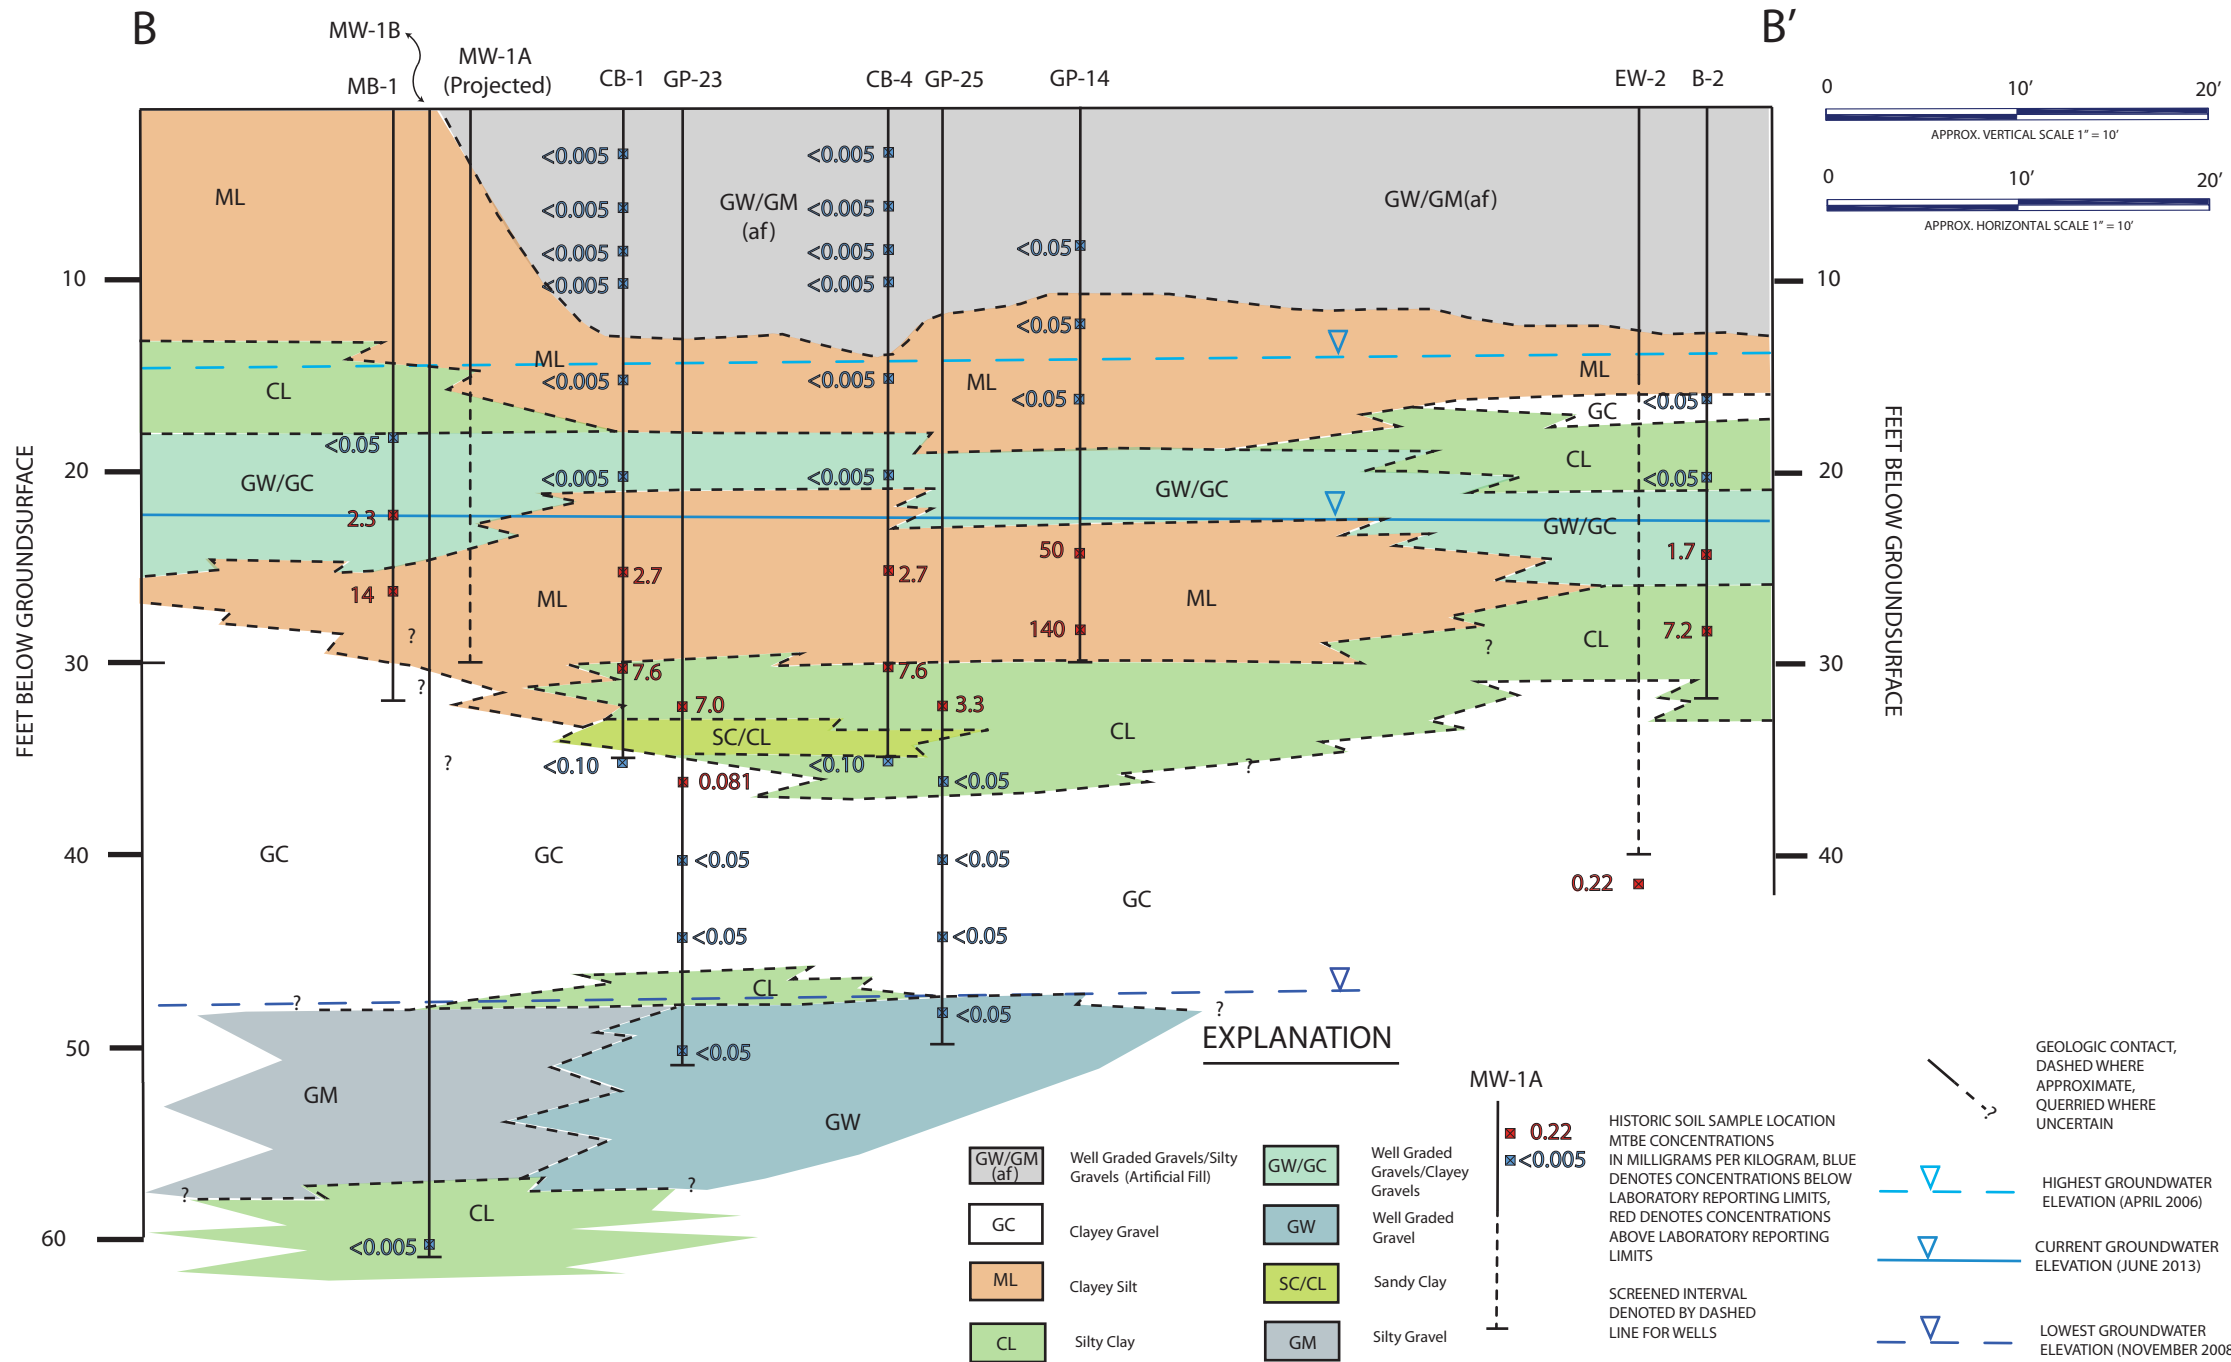 B
B'
MW-1B
MW-1A
(Projected)
MB-1
CB-1
GP-23
CB-4
GP-25
GP-14
EW-2
B-2
0
10'
20'
APPROX. VERTICAL SCALE 1" = 10'
0
10'
20'
APPROX. HORIZONTAL SCALE 1" = 10'
<0.005
<0.005
ML
GW/GM
(af)
GW/GM(af)
<0.005
<0.005
<0.005
<0.005
<0.05
10
<0.005
<0.005
10
<0.05
ML
ML
ML
<0.005
<0.005
CL
<0.05
GC
<0.05
<0.05
CL
20
<0.005
<0.005
<0.05
20
GW/GC
GW/GC
2.3
GW/GC
50
1.7
2.7
2.7
14
ML
ML
140
7.2
?
CL
?
30
7.6
7.6
30
?
7.0
3.3
SC/CL
CL
?
<0.10
<0.10
?
0.081
<0.05
FEET BELOW GROUNDSURFACE
FEET BELOW GROUNDSURFACE
40
GC
GC
<0.05
<0.05
40
0.22
GC
<0.05
<0.05
CL
?
?
<0.05
50
<0.05
GM
GW
?
?
CL
60
<0.005
EXPLANATION
GW/GM
(af)
Well Graded Gravels/Silty
Gravels (Artificial Fill)
GC
Clayey Gravel
ML
Clayey Silt
CL
Silty Clay
GW/GC
Well Graded
Gravels/Clayey
Gravels
GW
Well Graded
Gravel
SC/CL
Sandy Clay
GM
Silty Gravel
MW-1A
0.22
<0.005
HISTORIC SOIL SAMPLE LOCATION
MTBE CONCENTRATIONS
IN MILLIGRAMS PER KILOGRAM, BLUE
DENOTES CONCENTRATIONS BELOW
LABORATORY REPORTING LIMITS,
RED DENOTES CONCENTRATIONS
ABOVE LABORATORY REPORTING
LIMITS
SCREENED INTERVAL
DENOTED BY DASHED
LINE FOR WELLS
?
GEOLOGIC CONTACT,
DASHED WHERE
APPROXIMATE,
QUERRIED WHERE
UNCERTAIN
HIGHEST GROUNDWATER
ELEVATION (APRIL 2006)
CURRENT GROUNDWATER
ELEVATION (JUNE 2013)
LOWEST GROUNDWATER
ELEVATION (NOVEMBER 2008